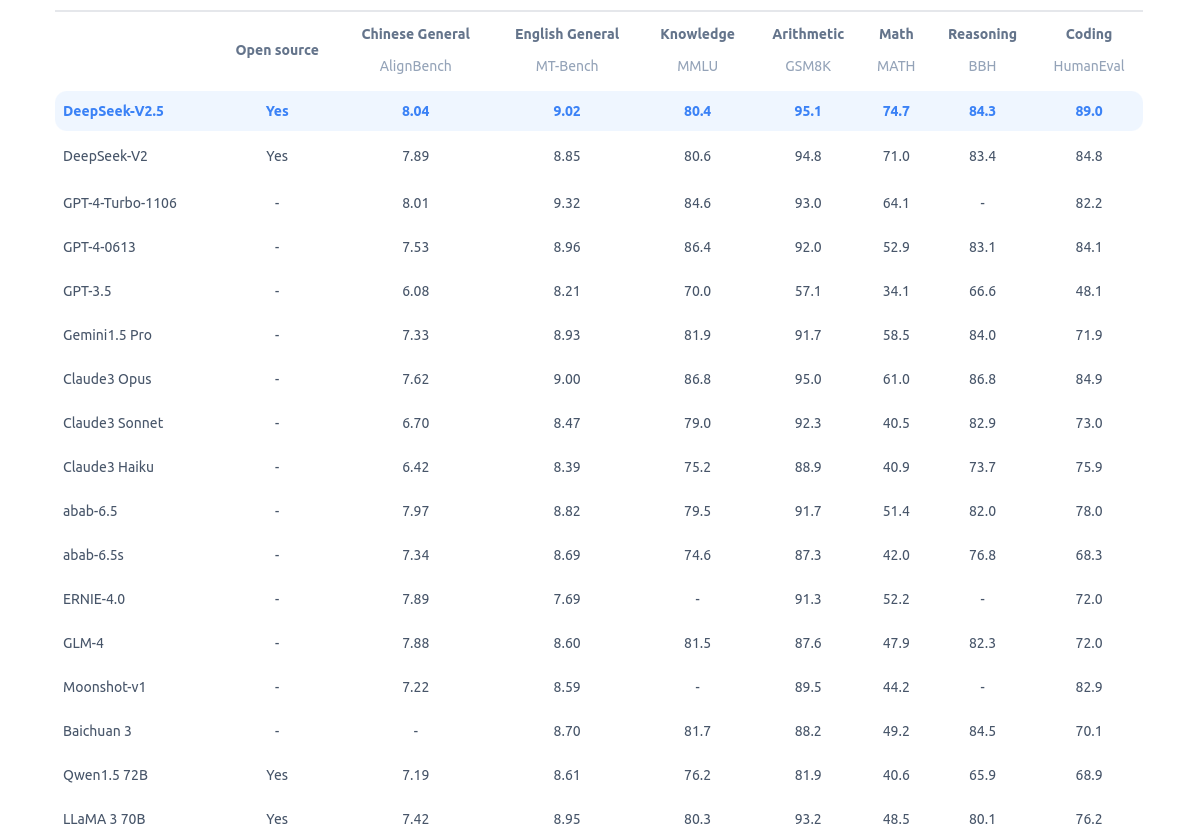 Open source Chinese General English General Knowledge Arithmetic Math Reasoning Coding
AlignBench MT-Bench MMLU GSM8K MATH BBH HumanEval
DeepSeek-V2.5 Yes 8.04 9.02 80.4 95.1 74.7 84.3 89.0
DeepSeek-V2 Yes 7.89 8.85 80.6 94.8 71.0 83.4 84.8
GPT-4-Turbo-1106 - 8.01 9.32 84.6 93.0 64.1 - 82.2
GPT-4-0613 - 7.53 8.96 86.4 92.0 52.9 83.1 84.1
GPT-3.5 - 6.08 8.21 70.0 57.1 34.1 66.6 48.1
Gemini1.5 Pro - 7.33 8.93 81.9 91.7 58.5 84.0 71.9
Claude3 Opus - 7.62 9.00 86.8 95.0 61.0 86.8 84.9
Claude3 Sonnet - 6.70 8.47 79.0 92.3 40.5 82.9 73.0
Claude3 Haiku - 6.42 8.39 75.2 88.9 40.9 73.7 75.9
abab-6.5 - 7.97 8.82 79.5 91.7 51.4 82.0 78.0
abab-6.5s - 7.34 8.69 74.6 87.3 42.0 76.8 68.3
ERNIE-4.0 - 7.89 7.69 - 91.3 52.2 - 72.0
GLM-4 - 7.88 8.60 81.5 87.6 47.9 82.3 72.0
Moonshot-v1 - 7.22 8.59 - 89.5 44.2 - 82.9
Baichuan 3 - - 8.70 81.7 88.2 49.2 84.5 70.1
Qwen1.5 72B Yes 7.19 8.61 76.2 81.9 40.6 65.9 68.9
LLaMA 3 70B Yes 7.42 8.95 80.3 93.2 48.5 80.1 76.2